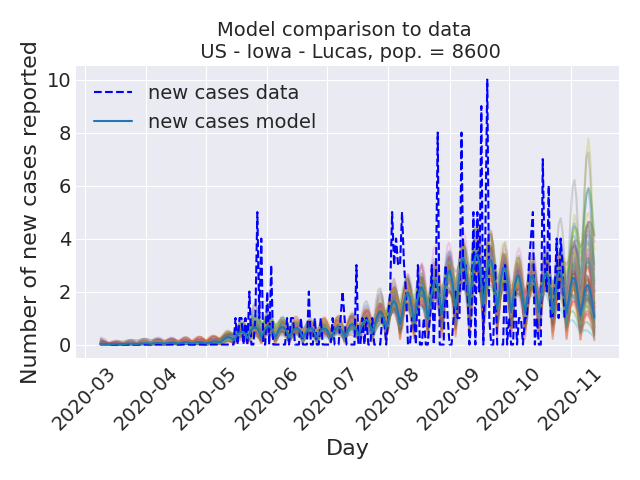 Model comparison to data
US - Iowa - Lucas, pop. = 8600
Number of new cases reported
10
8
6
4
2
0
new cases data
new cases model
2020-03
2020-04
2020-05
2020-06
2020-07
2020-08
2020-09
2020-10
2020-11
Day